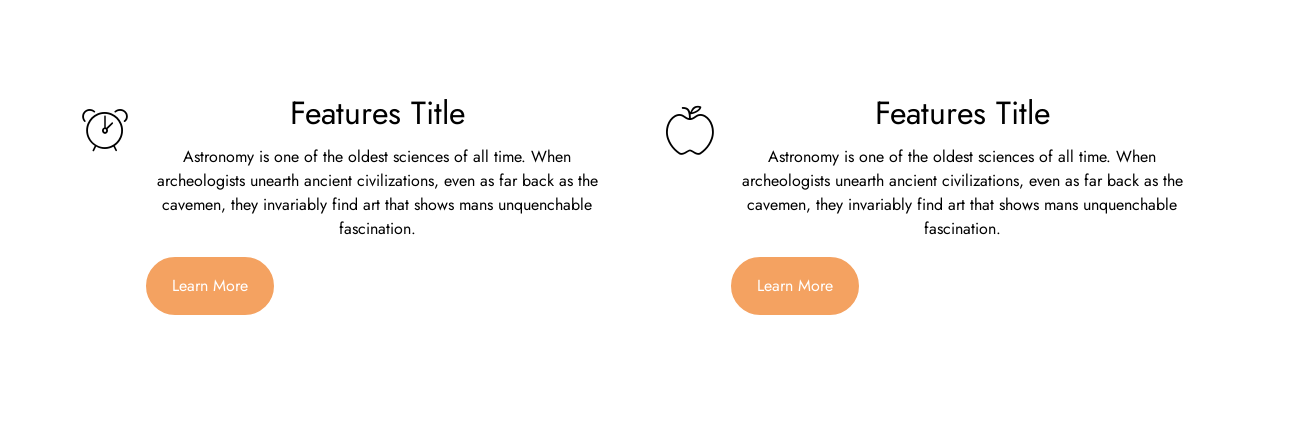 Features Title
Astronomy is one of the oldest sciences of all time. When
archeologists unearth ancient civilizations, even as far back as the
cavemen, they invariably find art that shows mans unquenchable
fascination.
Learn More
Features Title
Astronomy is one of the oldest sciences of all time. When
archeologists unearth ancient civilizations, even as far back as the
cavemen, they invariably find art that shows mans unquenchable
fascination.
Learn More